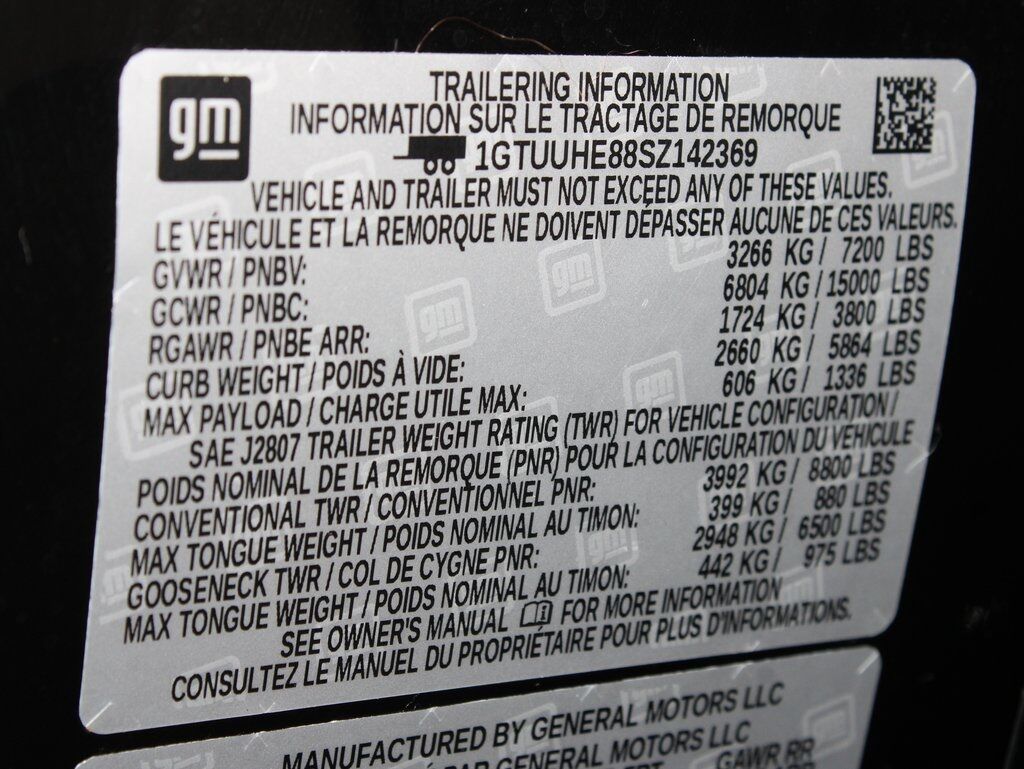 gm
TRAILERING INFORMATION
INFORMATION SUR LE TRACTAGE DE REMORQUE
1GTUUHE88SZ142369
VEHICLE AND TRAILER MUST NOT EXCEED ANY OF THESE VALUES.
LE VÉHICULE ET LA REMORQUE NE DOIVENT DÉPASSER AUCUNE DE CES VALEURS.
GVWR / PNBV: 3266 KG / 7200 LBS
GCWR / PNBC: 6804 KG / 15000 LBS
RGAWR / PNBE ARR: 1724 KG / 3800 LBS
CURB WEIGHT / POIDS À VIDE: 2660 KG / 5864 LBS
MAX PAYLOAD / CHARGE UTILE MAX: 606 KG / 1336 LBS
SAE J2807 TRAILER WEIGHT RATING (TWR) FOR VEHICLE CONFIGURATION /
POIDS NOMINAL DE LA REMORQUE (PNR) POUR LA CONFIGURATION DU VÉHICULE
CONVENTIONAL TWR / CONVENTIONNEL PNR: 3992 KG / 8800 LBS
MAX TONGUE WEIGHT / POIDS NOMINAL AU TIMON: 399 KG / 880 LBS
GOOSENECK TWR / COL DE CYGNE PNR: 2948 KG / 6500 LBS
MAX TONGUE WEIGHT / POIDS NOMINAL AU TIMON: 442 KG / 975 LBS
SEE OWNER'S MANUAL FOR MORE INFORMATION
CONSULTEZ LE MANUEL DU PROPRIÉTAIRE POUR PLUS D'INFORMATIONS.
MANUFACTURED BY GENERAL MOTORS LLC
PAR GENERAL MOTORS LLC
GAWR RR